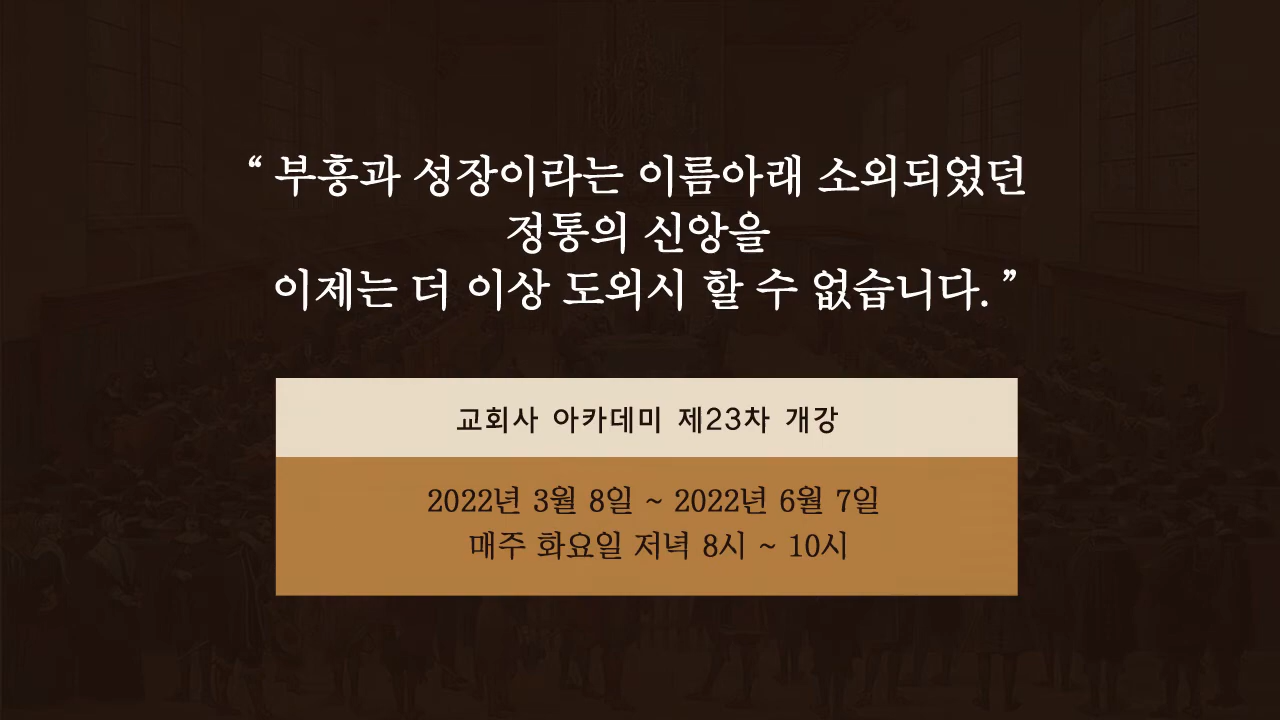 “ 부흥과 성장이라는 이름아래 소외되었던
정통의 신앙을
이제는 더 이상 도외시 할 수 없습니다. ”
교회사 아카데미 제23차 개강
2022년 3월 8일 ~ 2022년 6월 7일
매주 화요일 저녁 8시 ~ 10시